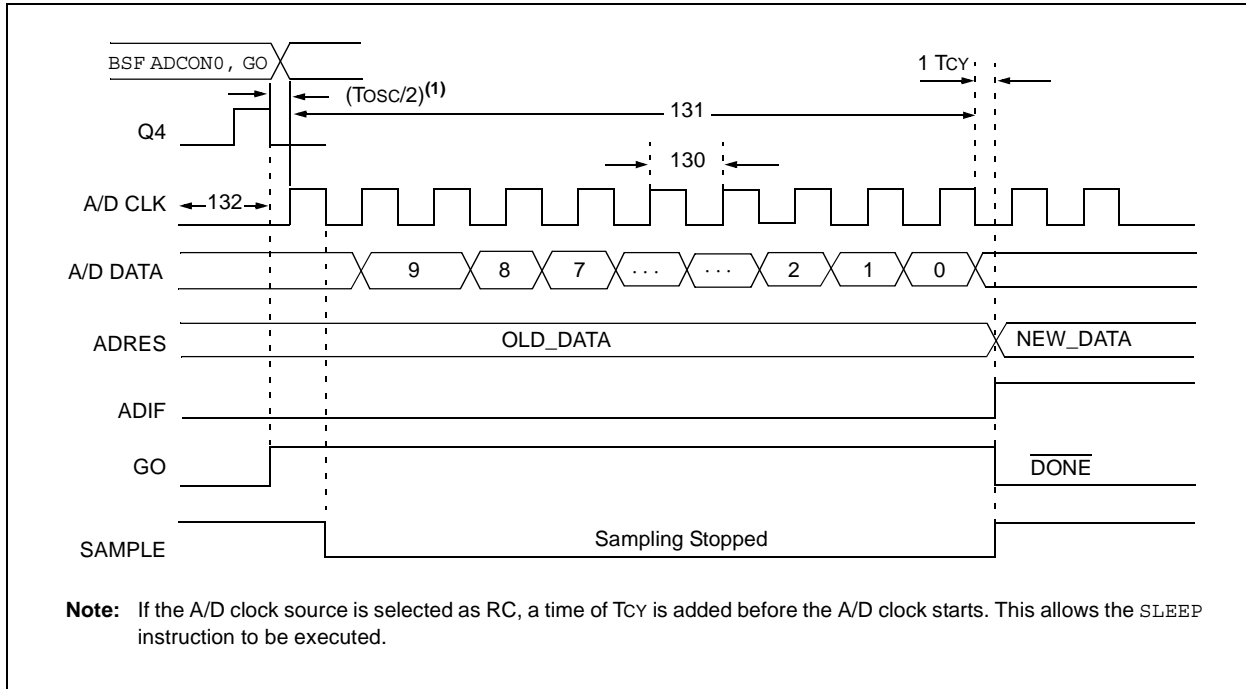 BSF ADCON0, GO
1 TCY
(TOSC/2)(1)
131
Q4
130
A/D CLK
132
A/D DATA
9 8 7 ... ... 2 1 0
ADRES
OLD_DATA
NEW_DATA
ADIF
GO
DONE
SAMPLE
Sampling Stopped
Note: If the A/D clock source is selected as RC, a time of TCY is added before the A/D clock starts. This allows the SLEEP
instruction to be executed.